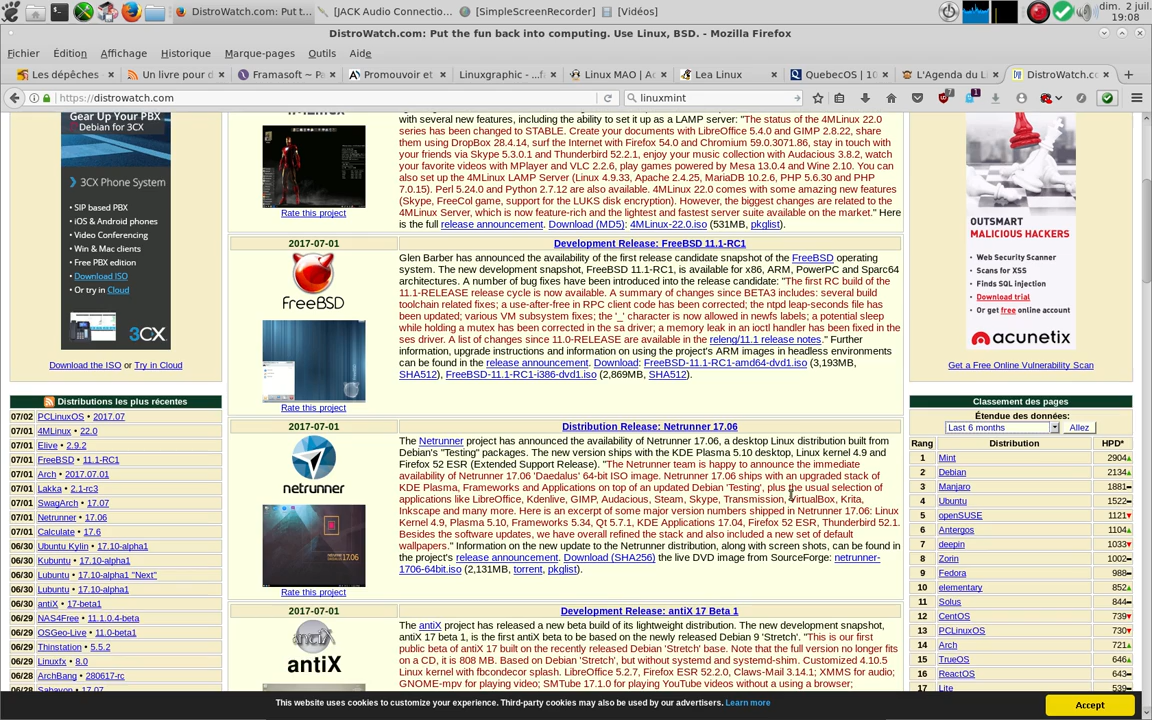 DistroWatch.com: Put t...
[JACK Audio Connectio...
[SimpleScreenRecorder]
[Vidéos]
dim. 2 juil.
19:08
DistroWatch.com: Put the fun back into computing. Use Linux, BSD. - Mozilla Firefox
Fichier Édition Affichage Historique Marque-pages Outils Aide
Les dépêches
Un livre pour d
Framasoft ~ P
Promouvoir et
Linuxgraphic - ...f
Linux MAO | Ac
Lea Linux
QuebecOS | 10
L'Agenda du Li
DistroWatch.co
https://distrowatch.com
linuxmint
Gear Up Your PBX
Debian for 3CX
3CX Phone System
• SIP based PBX
• iOS & Android phones
• Video Conferencing
• Win & Mac clients
• Free PBX edition
• Download ISO
• Or try in Cloud
3CX
Download the ISO or Try in Cloud
Distributions les plus récentes
07/02 PCLinuxOS • 2017.07
07/01 4MLinux • 22.0
07/01 Elive • 2.9.2
07/01 FreeBSD • 11.1-RC1
07/01 Arch • 2017.07.01
07/01 Lakka • 2.1-rc3
07/01 SwagArch • 17.07
07/01 Netrunner • 17.06
07/01 Calculate • 17.6
06/30 Ubuntu Kylin • 17.10-alpha1
06/30 Kubuntu • 17.10-alpha1
06/30 Lubuntu • 17.10-alpha1 "Next"
06/30 Lubuntu • 17.10-alpha1
06/30 antiX • 17-beta1
06/29 NAS4Free • 11.1.0.4-beta
06/29 OSGeo-Live • 11.0-beta1
06/29 Thinstation • 5.5.2
06/29 Linuxfx • 8.0
06/28 ArchBang • 280617-rc
06/28 Sabayon • 17.07
with several new features, including the ability to set it up as a LAMP server: "The status of the 4MLinux 22.0
series has been changed to STABLE. Create your documents with LibreOffice 5.4.0 and GIMP 2.8.22, share
them using DropBox 28.4.14, surf the Internet with Firefox 54.0 and Chromium 59.0.3071.86, stay in touch with
your friends via Skype 5.3.0.1 and Thunderbird 52.2.1, enjoy your music collection with Audacious 3.8.2, watch
your favorite videos with MPlayer and VLC 2.2.6, play games powered by Mesa 13.0.4 and Wine 2.10. You can
also set up the 4MLinux LAMP Server (Linux 4.9.33, Apache 2.4.25, MariaDB 10.2.6, PHP 5.6.30 and PHP
7.0.15). Perl 5.24.0 and Python 2.7.12 are also available. 4MLinux 22.0 comes with some amazing new features
(Skype, FreeCol game, support for the LUKS disk encryption). However, the biggest changes are related to the
4MLinux Server, which is now feature-rich and the lightest and fastest server suite available on the market." Here
is the full release announcement. Download (MD5): 4MLinux-22.0.iso (531MB, pkglist).
Rate this project
2017-07-01
Development Release: FreeBSD 11.1-RC1
FreeBSD
Glen Barber has announced the availability of the first release candidate snapshot of the FreeBSD operating
system. The new development snapshot, FreeBSD 11.1-RC1, is available for x86, ARM, PowerPC and Sparc64
architectures. A number of bug fixes have been introduced into the release candidate: "The first RC build of the
11.1-RELEASE release cycle is now available. A summary of changes since BETA3 includes: several build
toolchain related fixes; a use-after-free in RPC client code has been corrected; the ntpd leap-seconds file has
been updated; various VM subsystem fixes; the '_' character is now allowed in newfs labels; a potential sleep
while holding a mutex has been corrected in the sa driver; a memory leak in an ioctl handler has been fixed in the
ses driver. A list of changes since 11.0-RELEASE are available in the releng/11.1 release notes." Further
information, upgrade instructions and information on using the project's ARM images in headless environments
can be found in the release announcement. Download: FreeBSD-11.1-RC1-amd64-dvd1.iso (3,193MB,
SHA512), FreeBSD-11.1-RC1-i386-dvd1.iso (2,869MB, SHA512).
Rate this project
2017-07-01
Distribution Release: Netrunner 17.06
netrunner
The Netrunner project has announced the availability of Netrunner 17.06, a desktop Linux distribution built from
Debian's "Testing" packages. The new version ships with the KDE Plasma 5.10 desktop, Linux kernel 4.9 and
Firefox 52 ESR (Extended Support Release). "The Netrunner team is happy to announce the immediate
availability of Netrunner 17.06 'Daedalus' 64-bit ISO image. Netrunner 17.06 ships with an upgraded stack of
KDE Plasma, Frameworks and Applications on top of an updated Debian 'Testing', plus the usual selection of
applications like LibreOffice, Kdenlive, GIMP, Audacious, Steam, Skype, Transmission, VirtualBox, Krita,
Inkscape and many more. Here is an excerpt of some major version numbers shipped in Netrunner 17.06: Linux
Kernel 4.9, Plasma 5.10, Frameworks 5.34, Qt 5.7.1, KDE Applications 17.04, Firefox 52 ESR, Thunderbird 52.1.
Besides the software updates, we have overall refined the stack and also included a new set of default
wallpapers." Information on the new update to the Netrunner distribution, along with screen shots, can be found in
the project's release announcement. Download (SHA256) the live DVD image from SourceForge: netrunner-
1706-64bit.iso (2,131MB, torrent, pkglist).
Rate this project
2017-07-01
Development Release: antiX 17 Beta 1
antiX
The antiX project has released a new beta build of its lightweight distribution. The new development snapshot,
antiX 17 beta 1, is the first antiX beta to be based on the newly released Debian 9 'Stretch'. "This is our first
public beta of antiX 17 built on the recently released Debian 'Stretch' base. Note that the full version no longer fits
on a CD, it is 808 MB. Based on Debian 'Stretch', but without systemd and systemd-shim. Customized 4.10.5
Linux kernel with fbcondecor splash. LibreOffice 5.2.7, Firefox ESR 52.2.0, Claws-Mail 3.14.1; XMMS for audio;
GNOME-mpv for playing video; SMTube 17.1.0 for playing YouTube videos without a using a browser;
OUTSMART
MALICIOUS HACKERS
• Web Security Scanner
• Scans for XSS
• Finds SQL injection
• Download trial
• Or get free online account
acunetix
Get a Free Online Vulnerability Scan
Classement des pages
Étendue des données:
Last 6 months
Allez
Rang Distribution HPD*
1 Mint 2904
2 Debian 2134
3 Manjaro 1881
4 Ubuntu 1522
5 openSUSE 1121
6 Antergos 1104
7 deepin 1033
8 Zorin 1002
9 Fedora 988
10 elementary 852
11 Solus 844
12 CentOS 739
13 PCLinuxOS 730
14 Arch 721
15 TrueOS 646
16 ReactOS 643
17 Lite 539
This website uses cookies to customize your experience. Third-party cookies may also be used by our advertisers. Learn more
Accept